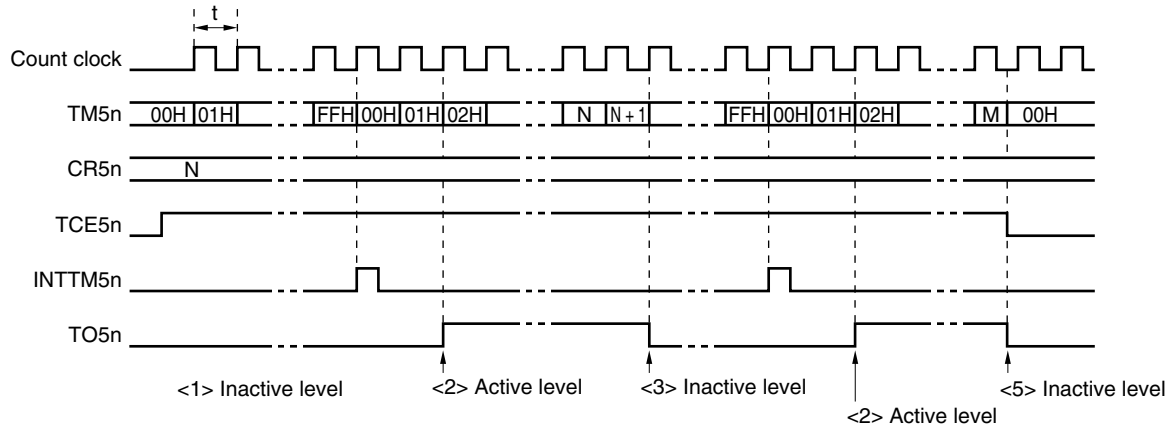 t
Count clock
TM5n 00H 01H FFH 00H 01H 02H N N + 1 FFH 00H 01H 02H M 00H
CR5n N
TCE5n
INTTM5n
TO5n
<1> Inactive level <2> Active level <3> Inactive level <5> Inactive level
<2> Active level